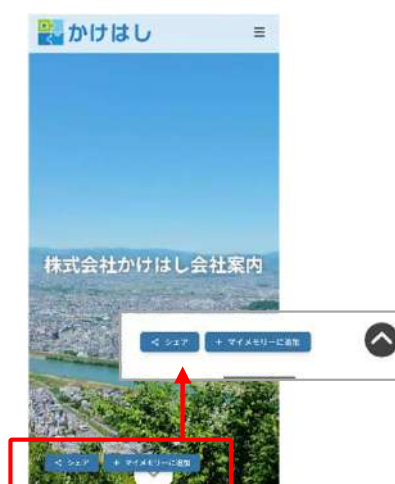 かけはし
株式会社かけはし会社案内
シェア
+ マイメモリーに追加
シェア
+ マイメモリーに追加